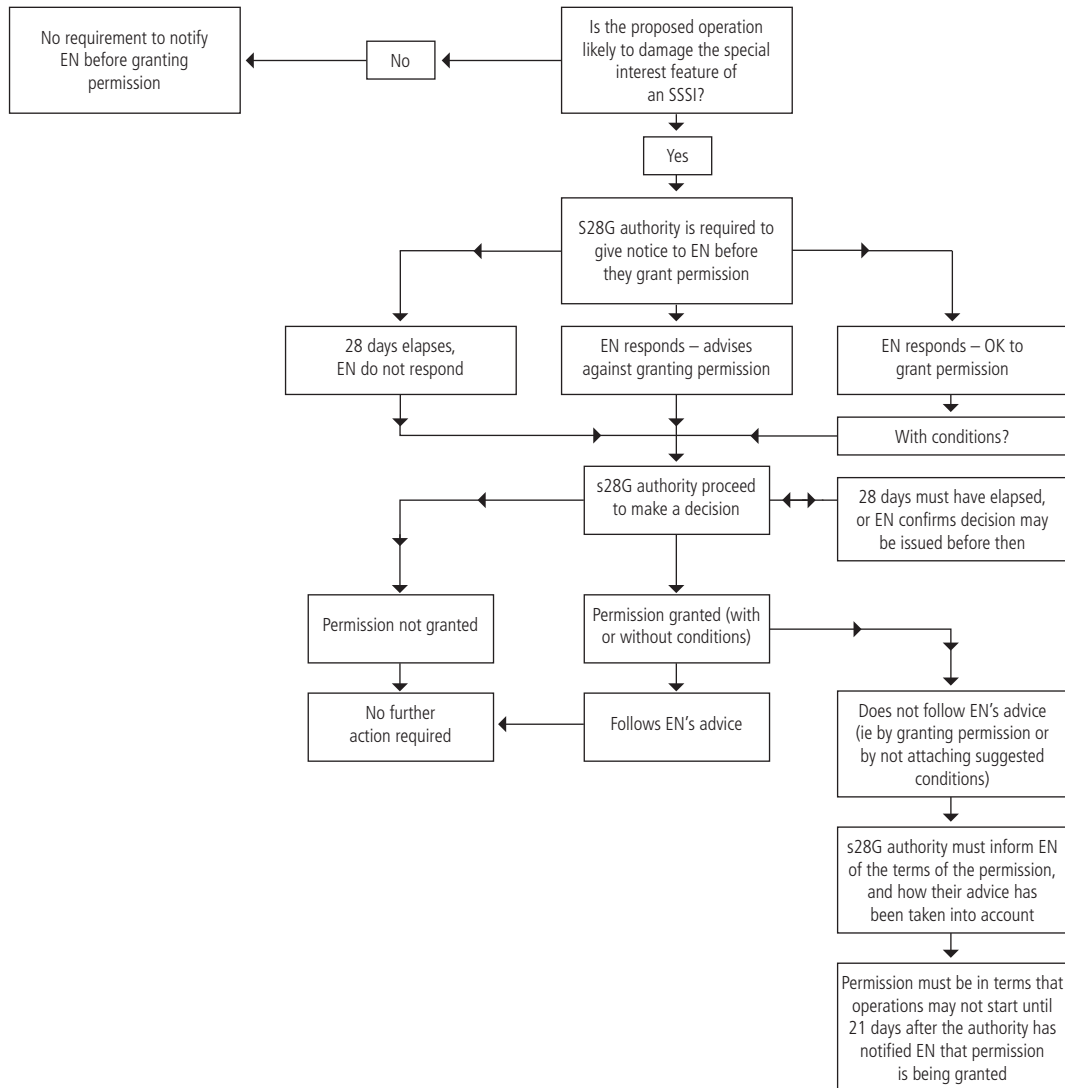 No requirement to notify
EN before granting
permission
No
Is the proposed operation
likely to damage the special
interest feature of
an SSSI?
Yes
S28G authority is required to
give notice to EN before
they grant permission
28 days elapses,
EN do not respond
EN responds – advises
against granting permission
EN responds – OK to
grant permission
With conditions?
s28G authority proceed
to make a decision
28 days must have elapsed,
or EN confirms decision may
be issued before then
Permission not granted
Permission granted (with
or without conditions)
No further
action required
Follows EN’s advice
Does not follow EN’s advice
(ie by granting permission or
by not attaching suggested
conditions)
s28G authority must inform EN
of the terms of the permission,
and how their advice has
been taken into account
Permission must be in terms that
operations may not start until
21 days after the authority has
notified EN that permission
is being granted